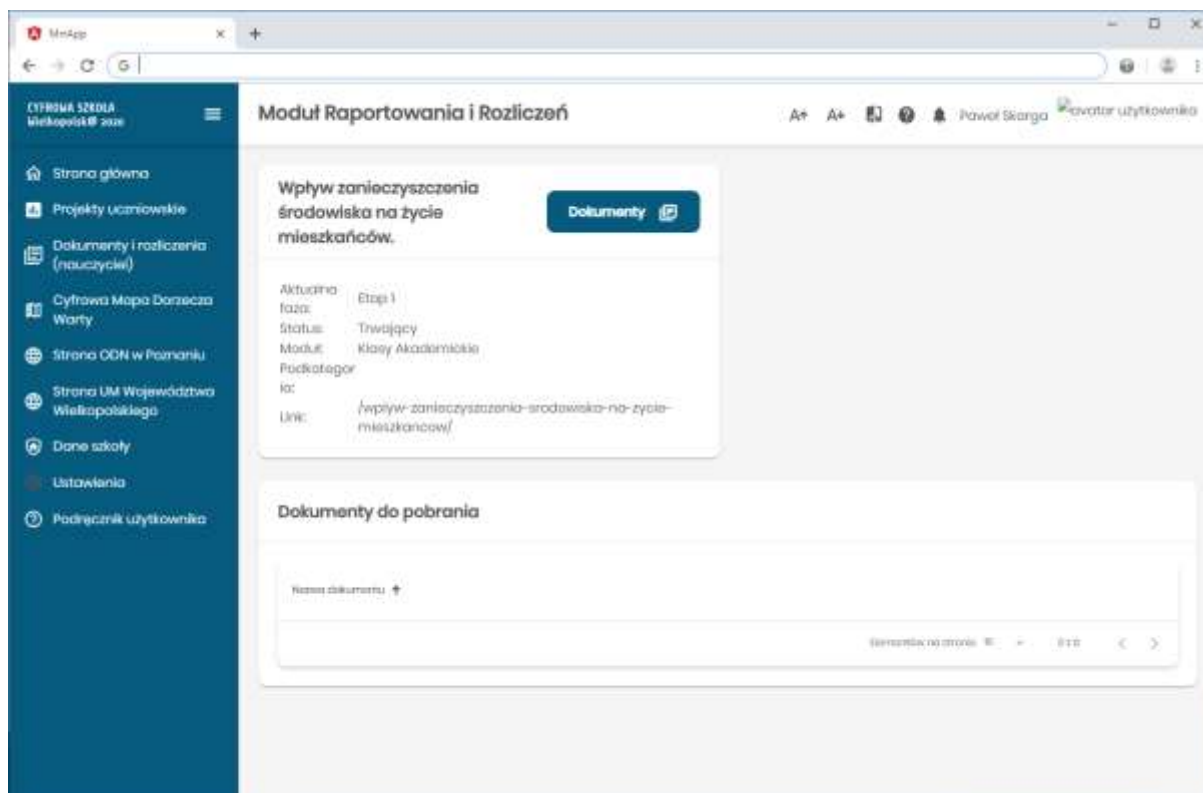 MrrApp
CYFROWA SZKOŁA
Wielkopolsk@ 2020
Moduł Raportowania i Rozliczeń
A+ A+
Paweł Skarga
avatar użytkownika
Strona główna
Projekty uczniowskie
Dokumenty i rozliczenia
(nauczyciel)
Cyfrowa Mapa Dorzecza
Warty
Strona ODN w Poznaniu
Strona UM Województwa
Wielkopolskiego
Dane szkoły
Ustawienia
Podręcznik użytkownika
Wpływ zanieczyszczenia
środowiska na życie
mieszkańców.
Dokumenty
Aktualna
faza:
Etap 1
Status: Trwający
Moduł: Klasy Akademickie
Podkategor
ia:
Link:
/wplyw-zanieczyszczenia-srodowiska-na-zycie-
mieszkancow/
Dokumenty do pobrania
Nazwa dokumentu
Elementów na stronie